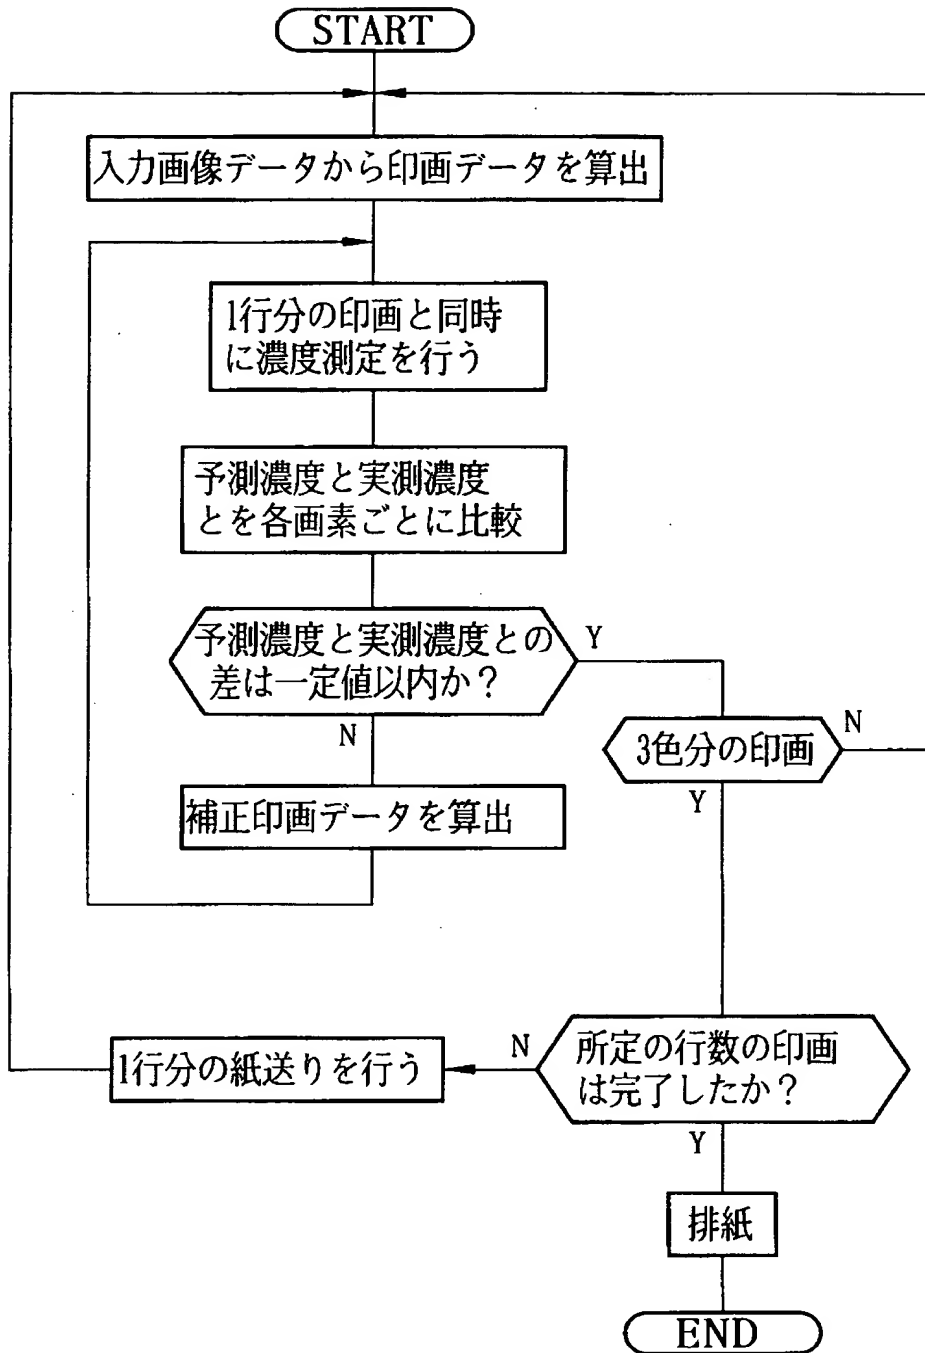 START
入力画像データから印画データを算出
1行分の印画と同時
に濃度測定を行う
予測濃度と実測濃度
とを各画素ごとに比較
予測濃度と実測濃度との
差は一定値以内か?
Y
N
3色分の印画
N
Y
補正印画データを算出
所定の行数の印画
は完了したか?
N
1行分の紙送りを行う
Y
排紙
END